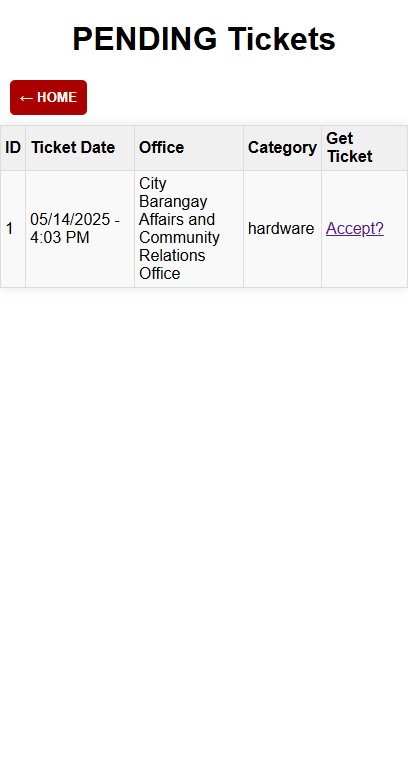 PENDING Tickets
← HOME
ID Ticket Date Office Category Get
Ticket
1 05/14/2025 -
4:03 PM
City
Barangay
Affairs and
Community
Relations
Office
hardware
Accept?